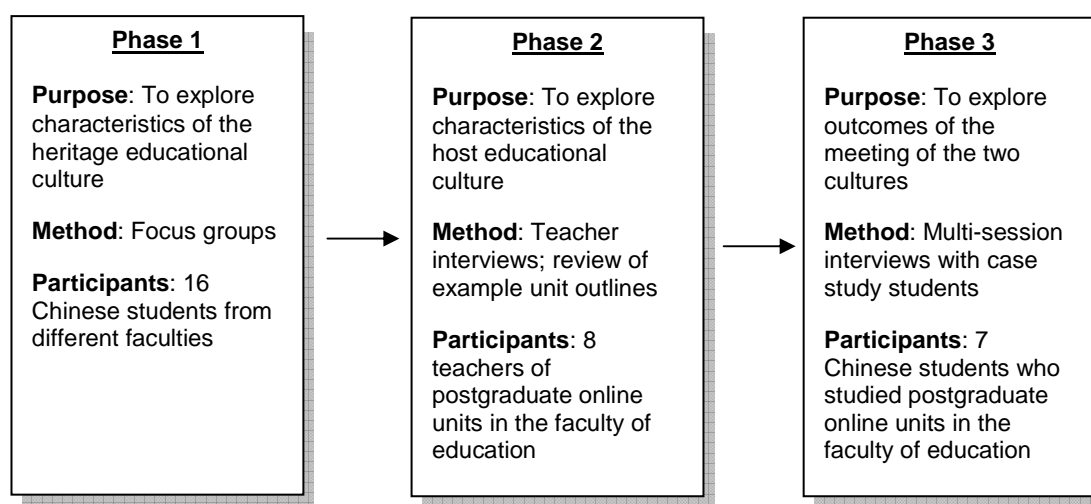 Phase 1
Purpose: To explore
characteristics of the
heritage educational
culture
Method: Focus groups
Participants: 16
Chinese students from
different faculties
Phase 2
Purpose: To explore
characteristics of the
host educational
culture
Method: Teacher
interviews; review of
example unit outlines
Participants: 8
teachers of
postgraduate online
units in the faculty of
education
Phase 3
Purpose: To explore
outcomes of the
meeting of the two
cultures
Method: Multi-session
interviews with case
study students
Participants: 7
Chinese students who
studied postgraduate
online units in the
faculty of education